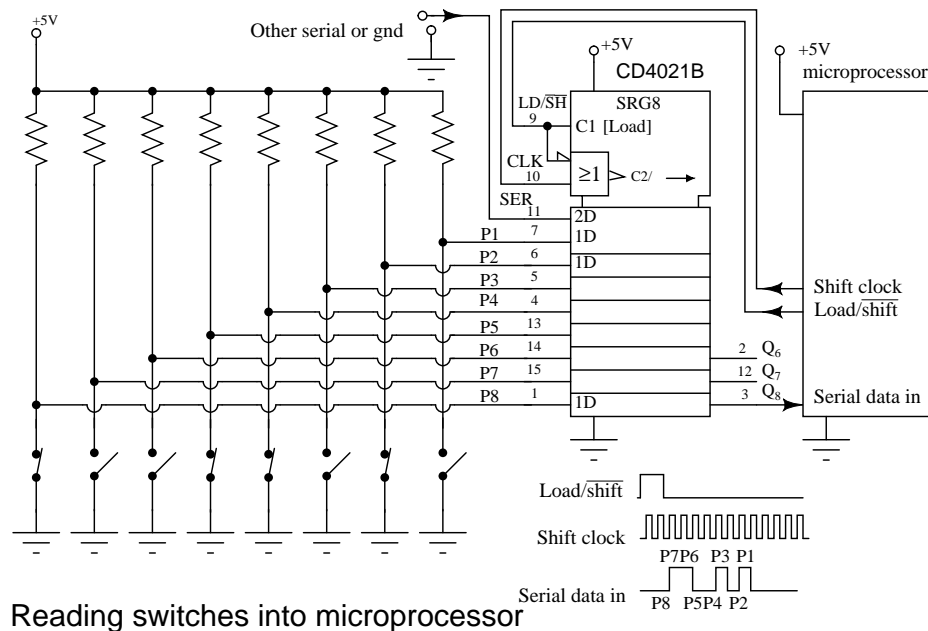 +5V
Other serial or gnd
+5V
CD4021B
+5V
microprocessor
LD/SH
9
SRG8
C1 [Load]
CLK
10
≥1
C2/
SER
11
2D
P1
7
1D
P2
6
1D
P3
5
P4
4
P5
13
P6
14
P7
15
P8
1
1D
2 Q6
12 Q7
3 Q8
Shift clock
Load/shift
Serial data in
Load/shift
Shift clock
P7P6 P3 P1
Serial data in
P8 P5P4 P2
Reading switches into microprocessor